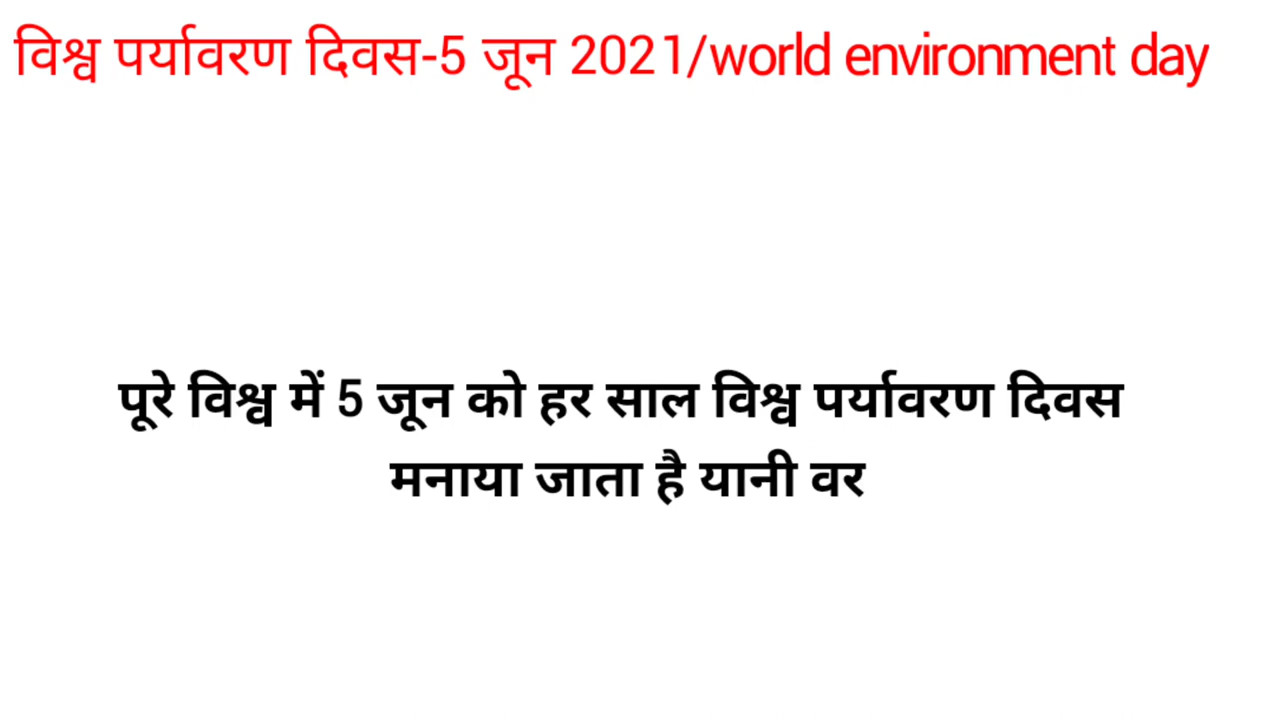 विश्व पर्यावरण दिवस-5 जून 2021/world environment day
पूरे विश्व में 5 जून को हर साल विश्व पर्यावरण दिवस
मनाया जाता है यानी वर